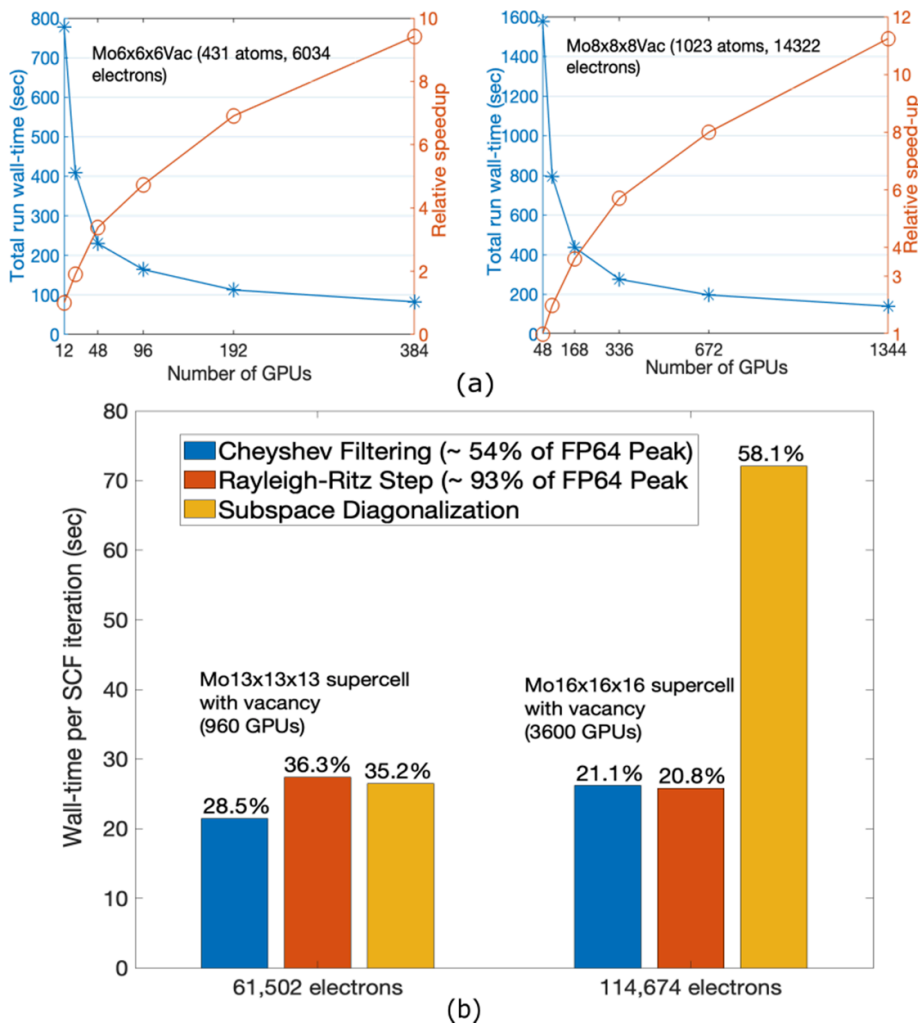 800
700
600
500
400
300
200
100
0
Total run wall-time (sec)
Mo6x6x6Vac (431 atoms, 6034
electrons)
10
8
6
4
2
0
Relative speedup
12 48 96 192 384
Number of GPUs
1600
1400
1200
1000
800
600
400
200
0
Total run wall-time (sec)
Mo8x8x8Vac (1023 atoms, 14322
electrons)
12
11
8
6
4
3
1
Relative speed-up
48 168 336 672 1344
Number of GPUs
(a)
80
70
60
50
40
30
20
10
0
Wall-time per SCF iteration (sec)
Cheyshev Filtering (~ 54% of FP64 Peak)
Rayleigh-Ritz Step (~ 93% of FP64 Peak
Subspace Diagonalization
58.1%
Mo13x13x13 supercell
with vacancy
(960 GPUs)
Mo16x16x16 supercell
with vacancy
(3600 GPUs)
28.5% 36.3% 35.2%
21.1% 20.8%
61,502 electrons 114,674 electrons
(b)